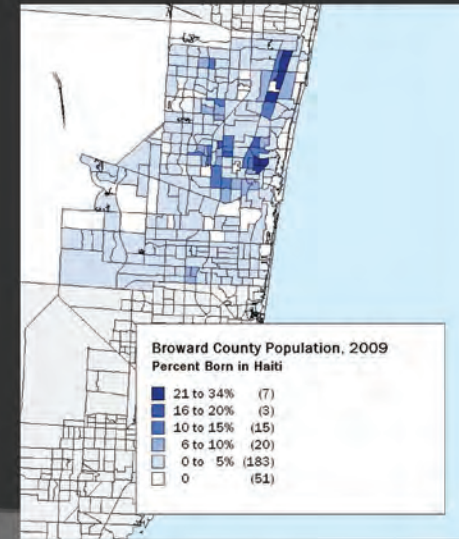 Broward County Population, 2009
Percent Born in Haiti
21 to 34% (7)
16 to 20% (3)
10 to 15% (15)
6 to 10% (20)
0 to 5% (183)
0 (51)